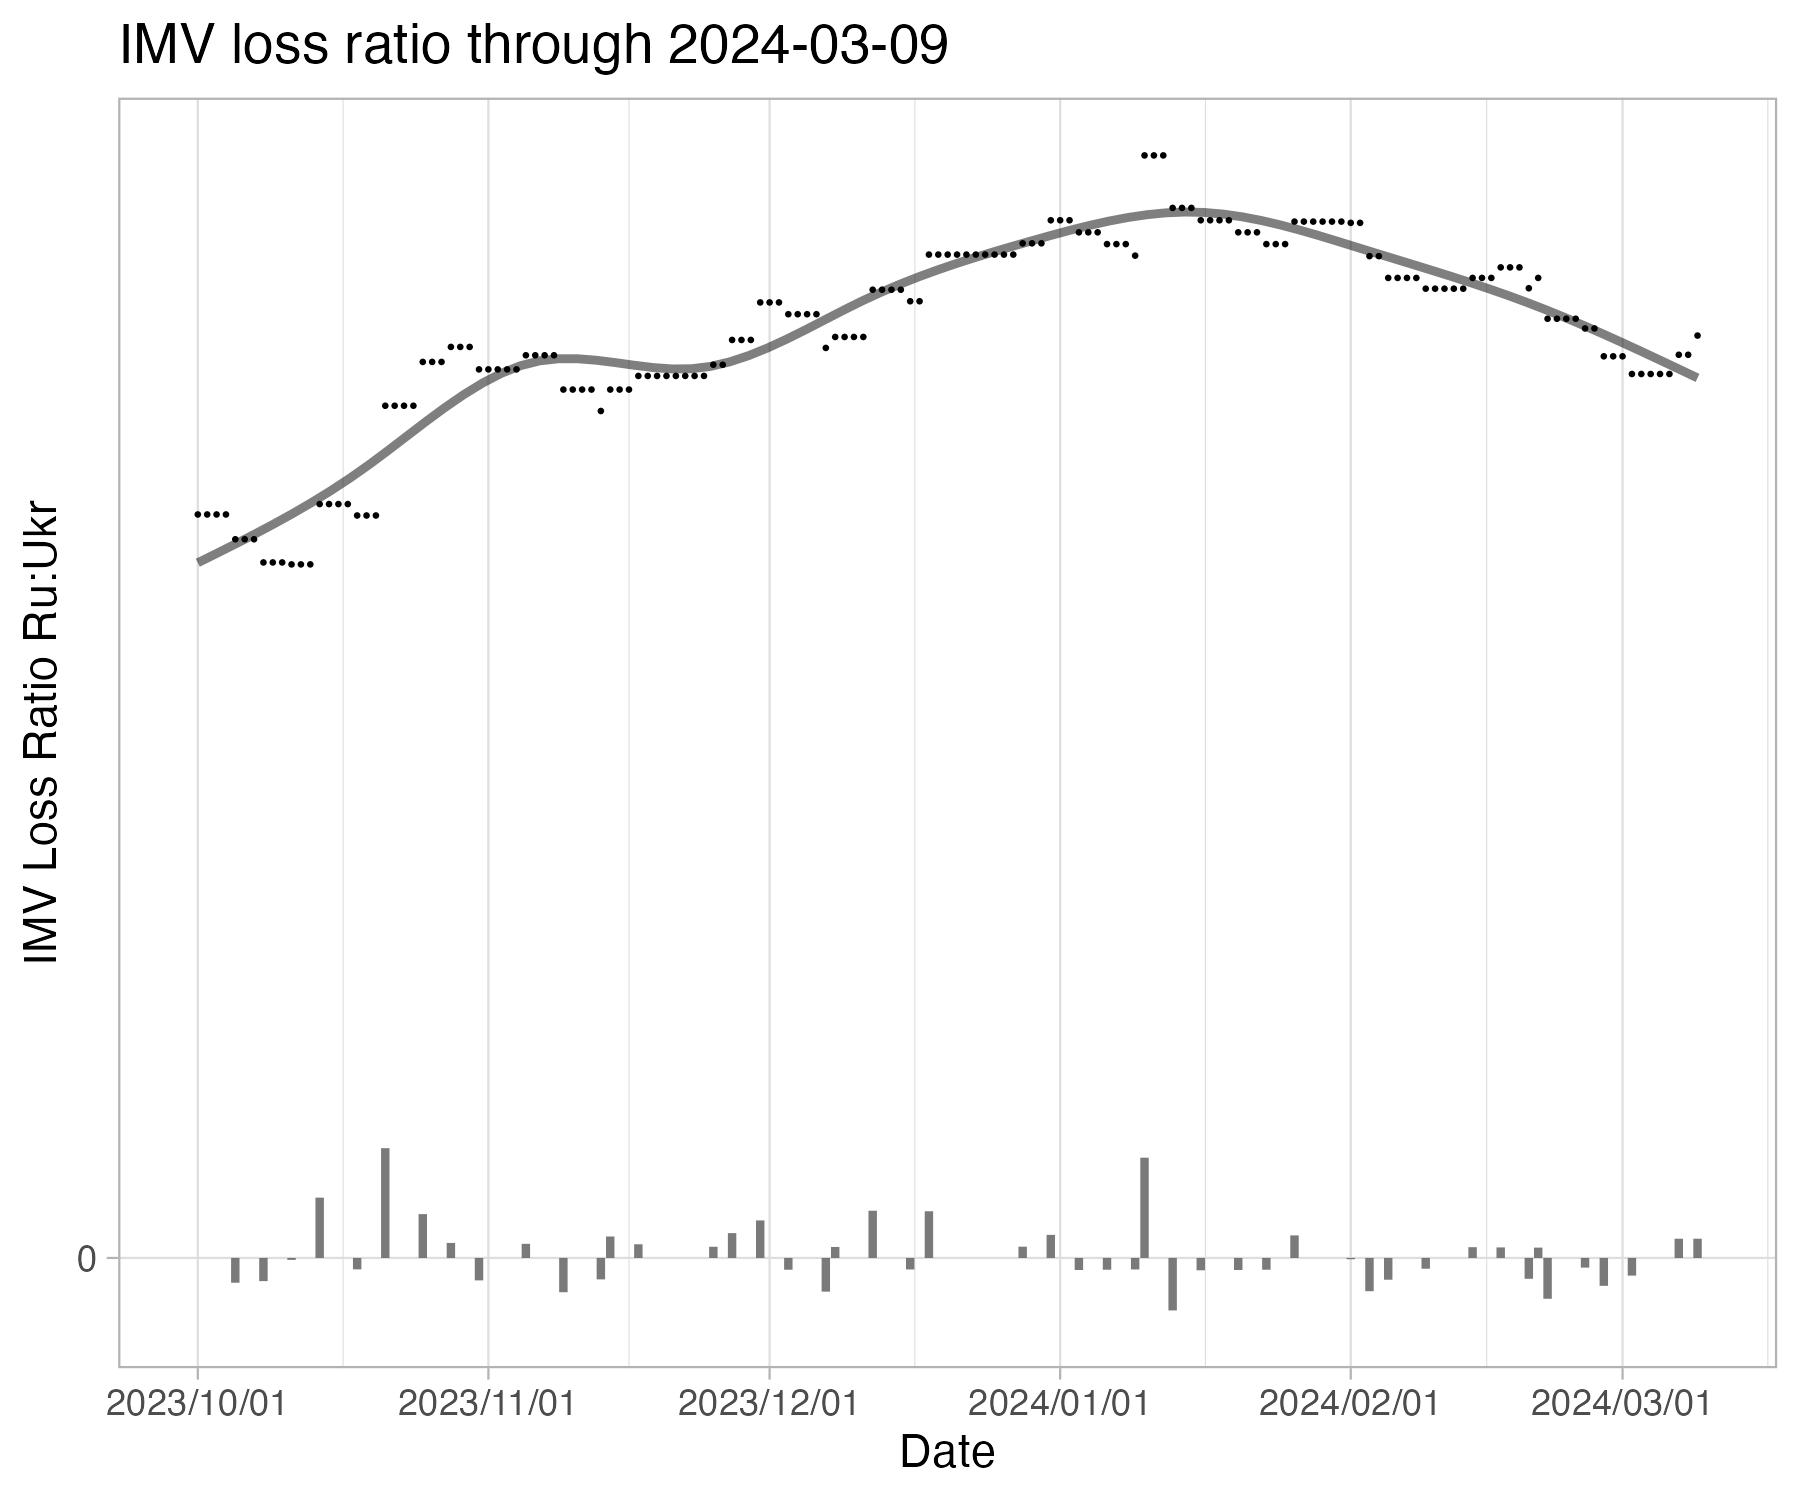 IMV loss ratio through 2024-03-09
IMV Loss Ratio Ru:Ukr
0
2023/10/01 2023/11/01 2023/12/01 2024/01/01 2024/02/01 2024/03/01
Date